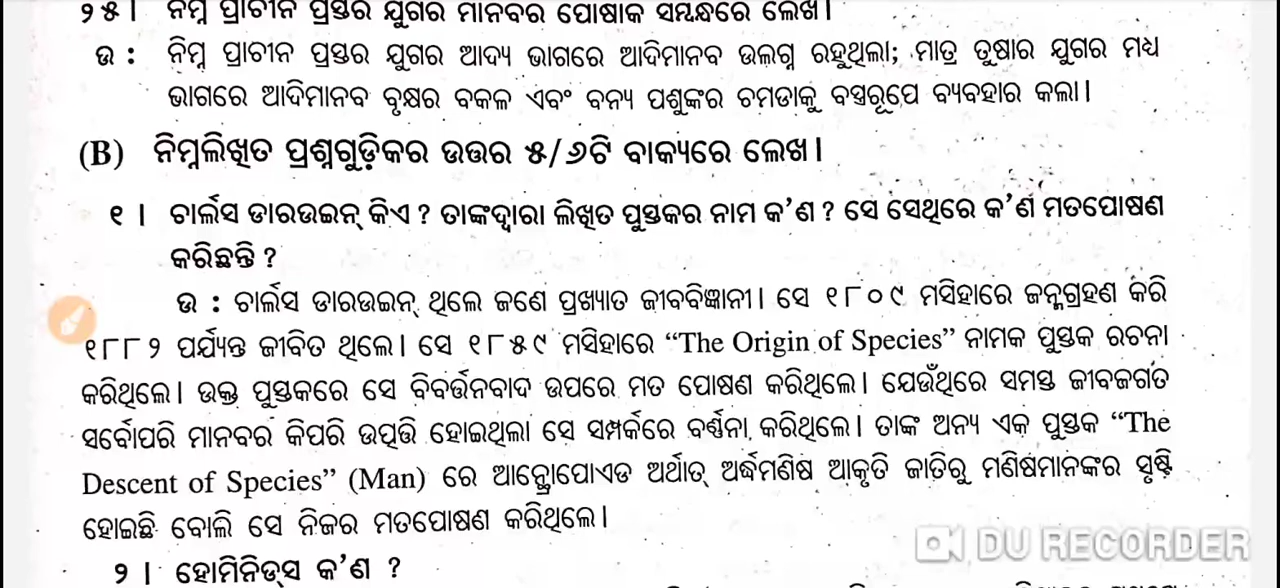 ୨୫। ନିମ୍ନ ପ୍ରାଚୀନ ପ୍ରସ୍ତର ଯୁଗର ମାନବର ପୋଷାକ ସମ୍ବନ୍ଧରେ ଲେଖ।
ଉ : ନିମ୍ନ ପ୍ରାଚୀନ ପ୍ରସ୍ତର ଯୁଗର ଆଦ୍ୟ ଭାଗରେ ଆଦିମାନବ ଉଲଗ୍ନ ରହୁଥିଲା; ମାତ୍ର ତୁଷାର ଯୁଗର ମଧ୍ୟ
ଭାଗରେ ଆଦିମାନବ ବୃକ୍ଷର ବକଳ ଏବଂ ବନ୍ୟ ପଶୁଙ୍କର ଚମଡାକୁ ବସ୍ତ୍ରରୂପେ ବ୍ୟବହାର କଲା।
(B) ନିମ୍ନଲିଖିତ ପ୍ରଶ୍ନଗୁଡ଼ିକର ଉତ୍ତର ୫/୬ଟି ବାକ୍ୟରେ ଲେଖ।
୧। ଚାର୍ଲସ ଡାରଉଇନ୍ କିଏ ? ତାଙ୍କଦ୍ୱାରା ଲିଖିତ ପୁସ୍ତକର ନାମ କ'ଣ ? ସେ ସେଥିରେ କ'ଣ ମତପୋଷଣ
କରିଛନ୍ତି ?
ଉ : ଚାର୍ଲସ ଡାରଉଇନ୍ ଥିଲେ ଜଣେ ପ୍ରଖ୍ୟାତ ଜୀବବିଜ୍ଞାନୀ। ସେ ୧୮୦୯ ମସିହାରେ ଜନ୍ମଗ୍ରହଣ କରି
୧୮୮୨ ପର୍ଯ୍ୟନ୍ତ ଜୀବିତ ଥିଲେ। ସେ ୧୮୫୯ ମସିହାରେ “The Origin of Species” ନାମକ ପୁସ୍ତକ ରଚନା
କରିଥିଲେ। ଉକ୍ତ ପୁସ୍ତକରେ ସେ ବିବର୍ତ୍ତନବାଦ ଉପରେ ମତ ପୋଷଣ କରିଥିଲେ। ଯେଉଁଥିରେ ସମସ୍ତ ଜୀବଜଗତ
ସର୍ବୋପରି ମାନବର କିପରି ଉତ୍ପତ୍ତି ହୋଇଥିଲା ସେ ସମ୍ପର୍କରେ ବର୍ଣ୍ଣନା କରିଥିଲେ। ତାଙ୍କ ଅନ୍ୟ ଏକ ପୁସ୍ତକ “The
Descent of Species” (Man) ରେ ଆନ୍ଥ୍ରୋପୋଏଡ ଅର୍ଥାତ୍ ଅର୍ଦ୍ଧମଣିଷ ଆକୃତି ଜାତିରୁ ମଣିଷମାନଙ୍କର ସୃଷ୍ଟି
ହୋଇଛି ବୋଲି ସେ ନିଜର ମତପୋଷଣ କରିଥିଲେ।
୨। ହୋମିନିଡ୍‌ସ କ'ଣ ?
DU RECORDER